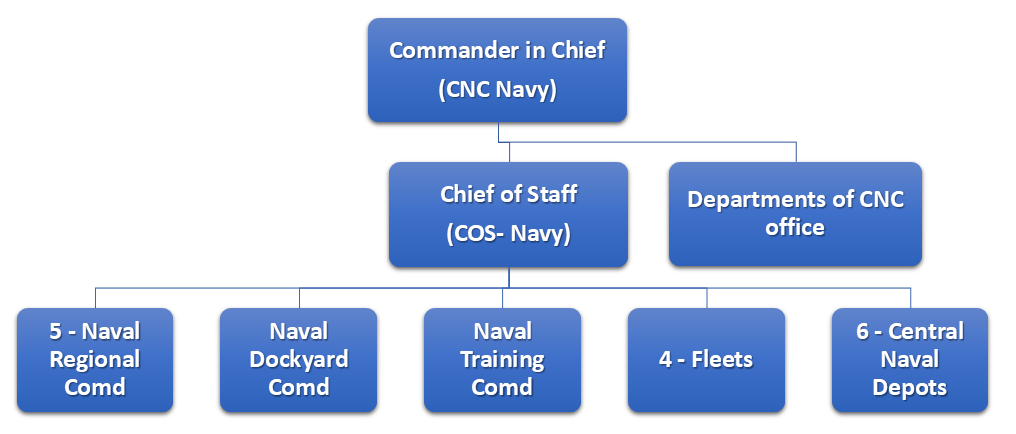 Commander in Chief
(CNC Navy)
Chief of Staff
(COS- Navy)
Departments of CNC
office
5 - Naval
Regional
Comd
Naval
Dockyard
Comd
Naval
Training
Comd
4 - Fleets
6 - Central
Naval
Depots